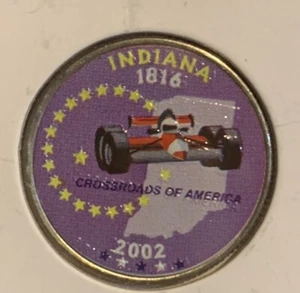 INDIANA
1816
CROSSROADS OF AMERICA
2002